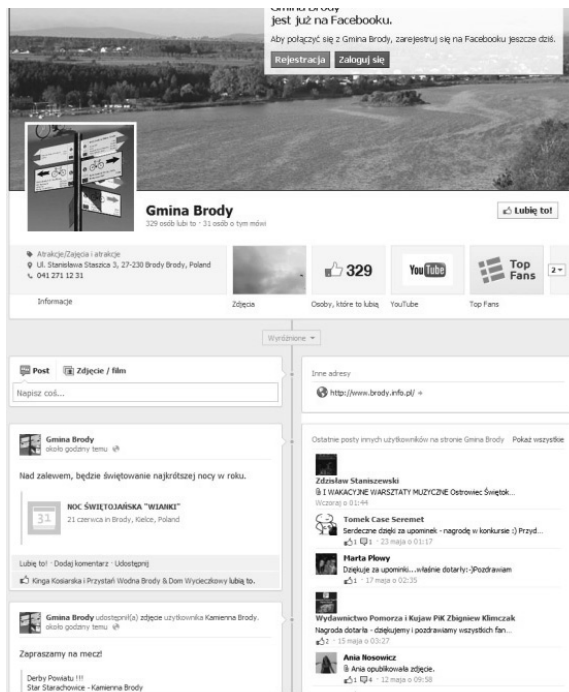 Gmina Brody
jest już na Facebooku.
Aby połączyć się z Gmina Brody, zarejestruj się na Facebooku jeszcze dziś.
Rejestracja Zaloguj się
Gmina Brody
329 osób lubi to · 31 osób o tym mówi
Lubię to!
Atrakcje/Zajęcia i atrakcje
Ul. Stanisława Staszica 3, 27-230 Brody Brody, Poland
041 271 12 31
Informacje
Zdjęcia
329
Osoby, które to lubią
YouTube
YouTube
Top Fans
Top Fans
2
Wyróżnione
Post Zdjęcie / film
Napisz coś...
Gmina Brody
około godziny temu
Nad zalewem, będzie świętowanie najkrótszej nocy w roku.
31
NOC ŚWIĘTOJAŃSKA "WIANKI"
21 czerwca in Brody, Kielce, Poland
Lubię to! · Dodaj komentarz · Udostępnij
Kinga Kosiarska i Przystań Wodna Brody & Dom Wycieczkowy lubią to.
Gmina Brody udostępnił(a) zdjęcie użytkownika Kamienna Brody.
około godziny temu
Zapraszamy na mecz!
Derby Powiatu !!!
Star Starachowice - Kamienna Brody
Inne adresy
http://www.brody.info.pl/
Ostatnie posty innych użytkowników na stronie Gmina Brody Pokaż wszystkie
Zdzisław Staniszewski
I WAKACYJNE WARSZTATY MUZYCZNE Ostrowiec Świętok...
Wczoraj o 01:44
Tomek Case Seremet
Serdeczne dzięki za upominek - nagrodę w konkursie :) Przyd...
1 1 · 23 maja o 01:17
Marta Plowy
Dziękuje za upominki...właśnie dotarły:-)Pozdrawiam
1 · 17 maja o 02:35
Wydawnictwo Pomorza i Kujaw PiK Zbigniew Klimczak
Nagroda dotarła - dziękujemy i pozdrawiamy wszystkich fan...
2 · 15 maja o 03:27
Ania Nosowicz
Ania opublikowała zdjęcie.
1 4 · 12 maja o 09:58